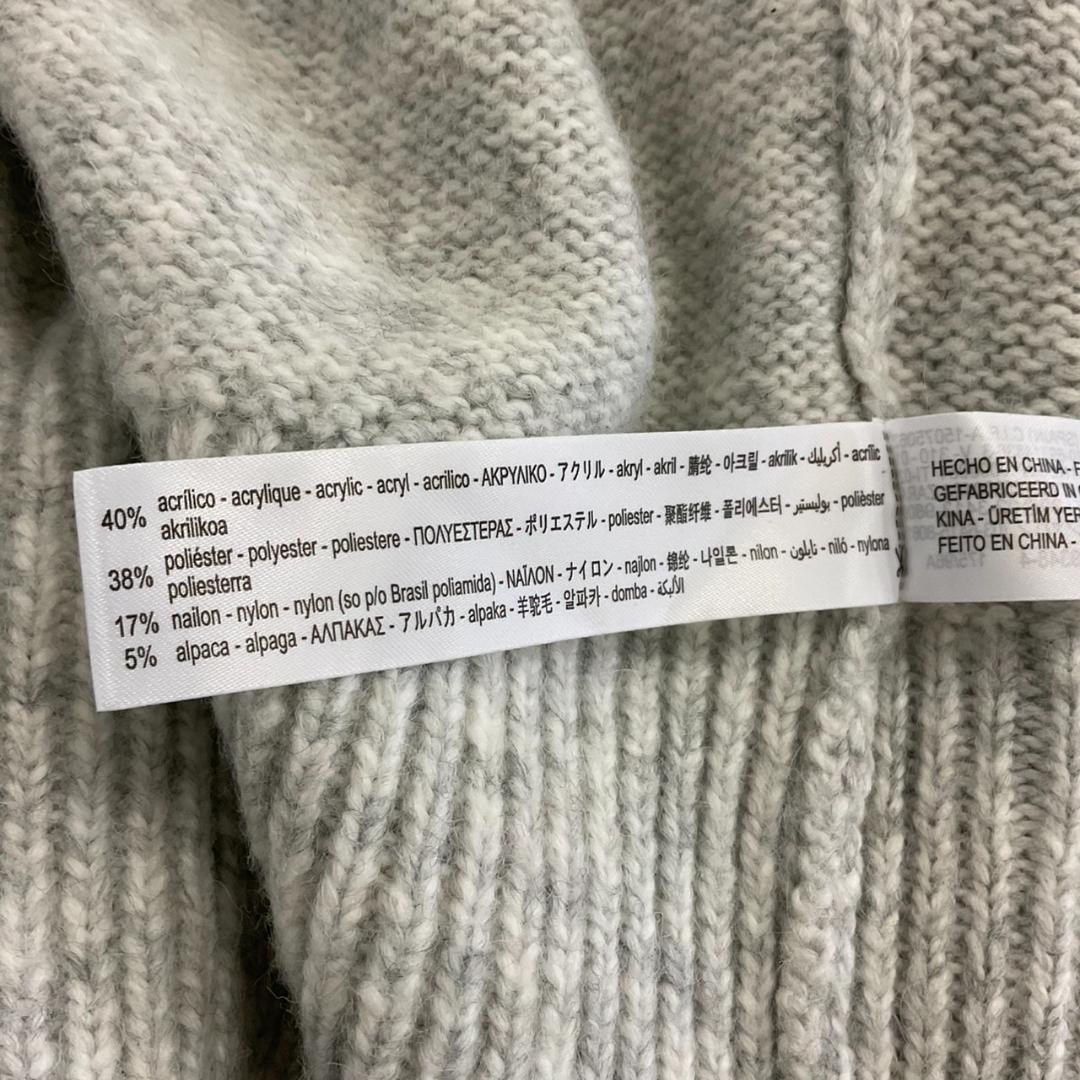 40% acrílico - acrylique - acrylic - acryl - acrilico - ΑΚΡΥΛΙΚΟ - アクリル - akryl - akril - 腈纶 - 아크릴 - akrilik - أكريليك - acrílic
akrilikoa
38% poliéster - polyester - poliestere - ΠΟΛΥΕΣΤΕΡΑΣ - ポリエステル - poliester - 聚酯纤维 - 폴리에스터 - بوليستير - polièster
poliesterra
17% nailon - nylon - nylon (so p/o Brasil poliamida) - ΝΑΪΛΟΝ - ナイロン - najlon - 锦纶 - 나일론 - nilon - نايلون - niló - nylona
5% alpaca - alpaga - ΑΛΠΑΚΑΣ - アルパカ - alpaka - 羊驼毛 - 알파카 - domba - الألبكة
HECHO EN CHINA -
GEFABRICEERD IN
KINA - ÜRETİM YER
FEITO EN CHINA -